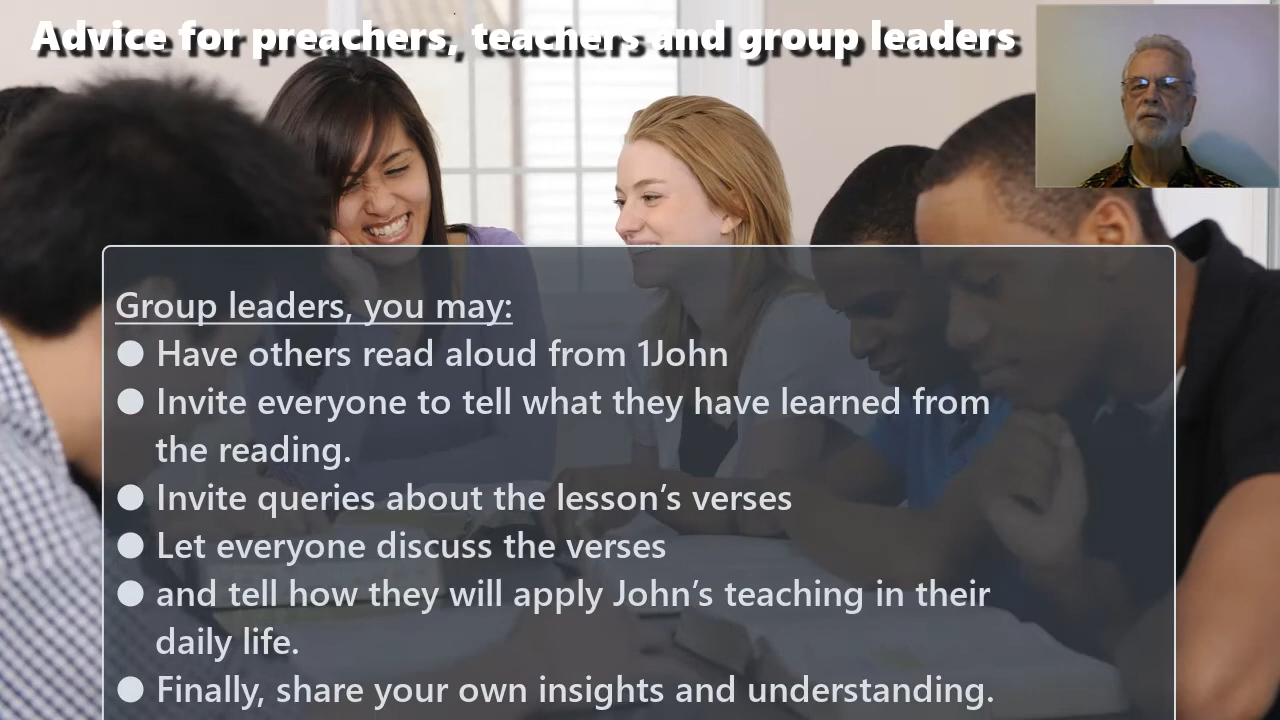 Advice for preachers, teachers and group leaders
Group leaders, you may:
● Have others read aloud from 1John
● Invite everyone to tell what they have learned from
the reading.
● Invite queries about the lesson’s verses
● Let everyone discuss the verses
● and tell how they will apply John’s teaching in their
daily life.
● Finally, share your own insights and understanding.